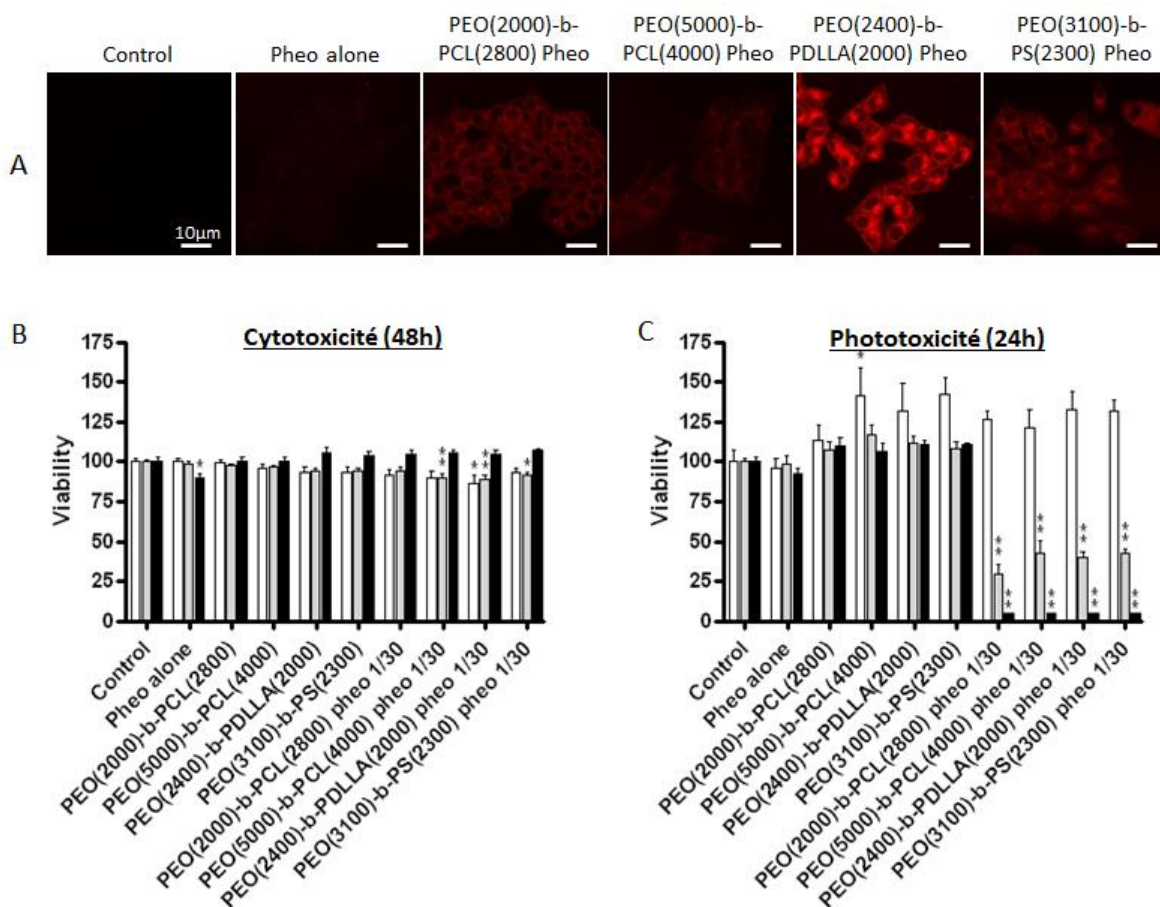 Control
Pheo alone
PEO(2000)-b-
PCL(2800) Pheo
PEO(5000)-b-
PCL(4000) Pheo
PEO(2400)-b-
PDLLA(2000) Pheo
PEO(3100)-b-
PS(2300) Pheo
A
10μm
B
Cytotoxicité (48h)
Viability
175
150
125
100
75
50
25
0
* ** ** ** *
Control
Pheo alone
PEO(2000)-b-PCL(2800)
PEO(5000)-b-PCL(4000)
PEO(2400)-b-PDLLA(2000)
PEO(3100)-b-PS(2300)
PEO(2000)-b-PCL(2800) pheo 1/30
PEO(5000)-b-PCL(4000) pheo 1/30
PEO(2400)-b-PDLLA(2000) pheo 1/30
PEO(3100)-b-PS(2300) pheo 1/30
C
Phototoxicité (24h)
Viability
175
150
125
100
75
50
25
0
* ** ** ** ** ** ** ** **
Control
Pheo alone
PEO(2000)-b-PCL(2800)
PEO(5000)-b-PCL(4000)
PEO(2400)-b-PDLLA(2000)
PEO(3100)-b-PS(2300)
PEO(2000)-b-PCL(2800) pheo 1/30
PEO(5000)-b-PCL(4000) pheo 1/30
PEO(2400)-b-PDLLA(2000) pheo 1/30
PEO(3100)-b-PS(2300) pheo 1/30